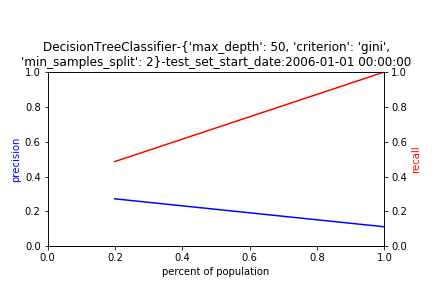 DecisionTreeClassifier-{'max_depth': 50, 'criterion': 'gini',
'min_samples_split': 2}-test_set_start_date:2006-01-01 00:00:00
1.0
0.8
0.6
0.4
0.2
0.0
precision
1.0
0.8
0.6
0.4
0.2
0.0
recall
0.0 0.2 0.4 0.6 0.8 1.0
percent of population